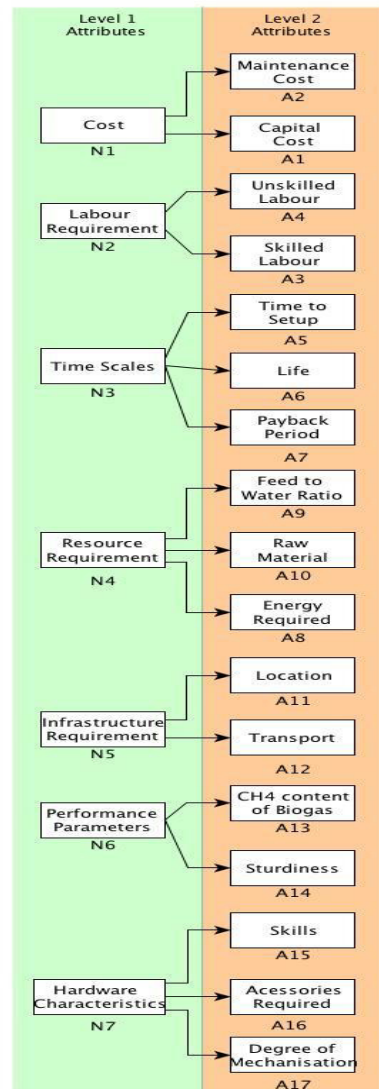 Level 1
Attributes
Level 2
Attributes
Maintenance
Cost
A2
Cost
N1
Capital
Cost
A1
Unskilled
Labour
A4
Labour
Requirement
N2
Skilled
Labour
A3
Time to
Setup
A5
Time Scales
N3
Life
A6
Payback
Period
A7
Feed to
Water Ratio
A9
Resource
Requirement
N4
Raw
Material
A10
Energy
Required
A8
Location
A11
Infrastructure
Requirement
N5
Transport
A12
CH4 content
of Biogas
A13
Performance
Parameters
N6
Sturdiness
A14
Skills
A15
Hardware
Characteristics
N7
Acessories
Required
A16
Degree of
Mechanisation
A17